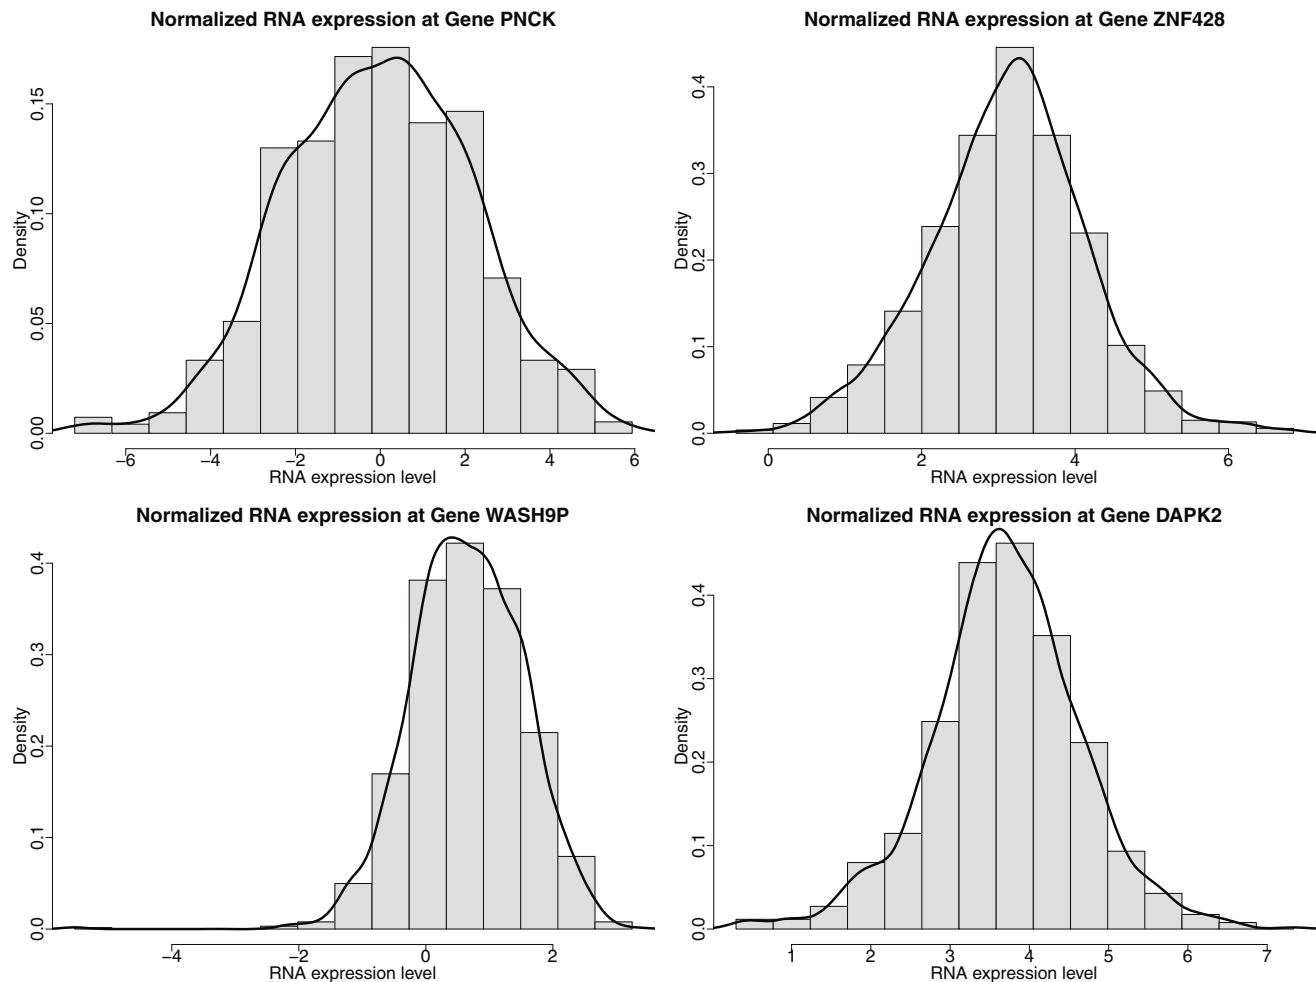 Normalized RNA expression at Gene PNCK
Density
0.00 0.05 0.10 0.15
−6 −4 −2 0 2 4 6
RNA expression level
Normalized RNA expression at Gene ZNF428
Density
0.0 0.1 0.2 0.3 0.4
0 2 4 6
RNA expression level
Normalized RNA expression at Gene WASH9P
Density
0.0 0.1 0.2 0.3 0.4
−4 −2 0 2
RNA expression level
Normalized RNA expression at Gene DAPK2
Density
0.0 0.1 0.2 0.3 0.4
1 2 3 4 5 6 7
RNA expression level